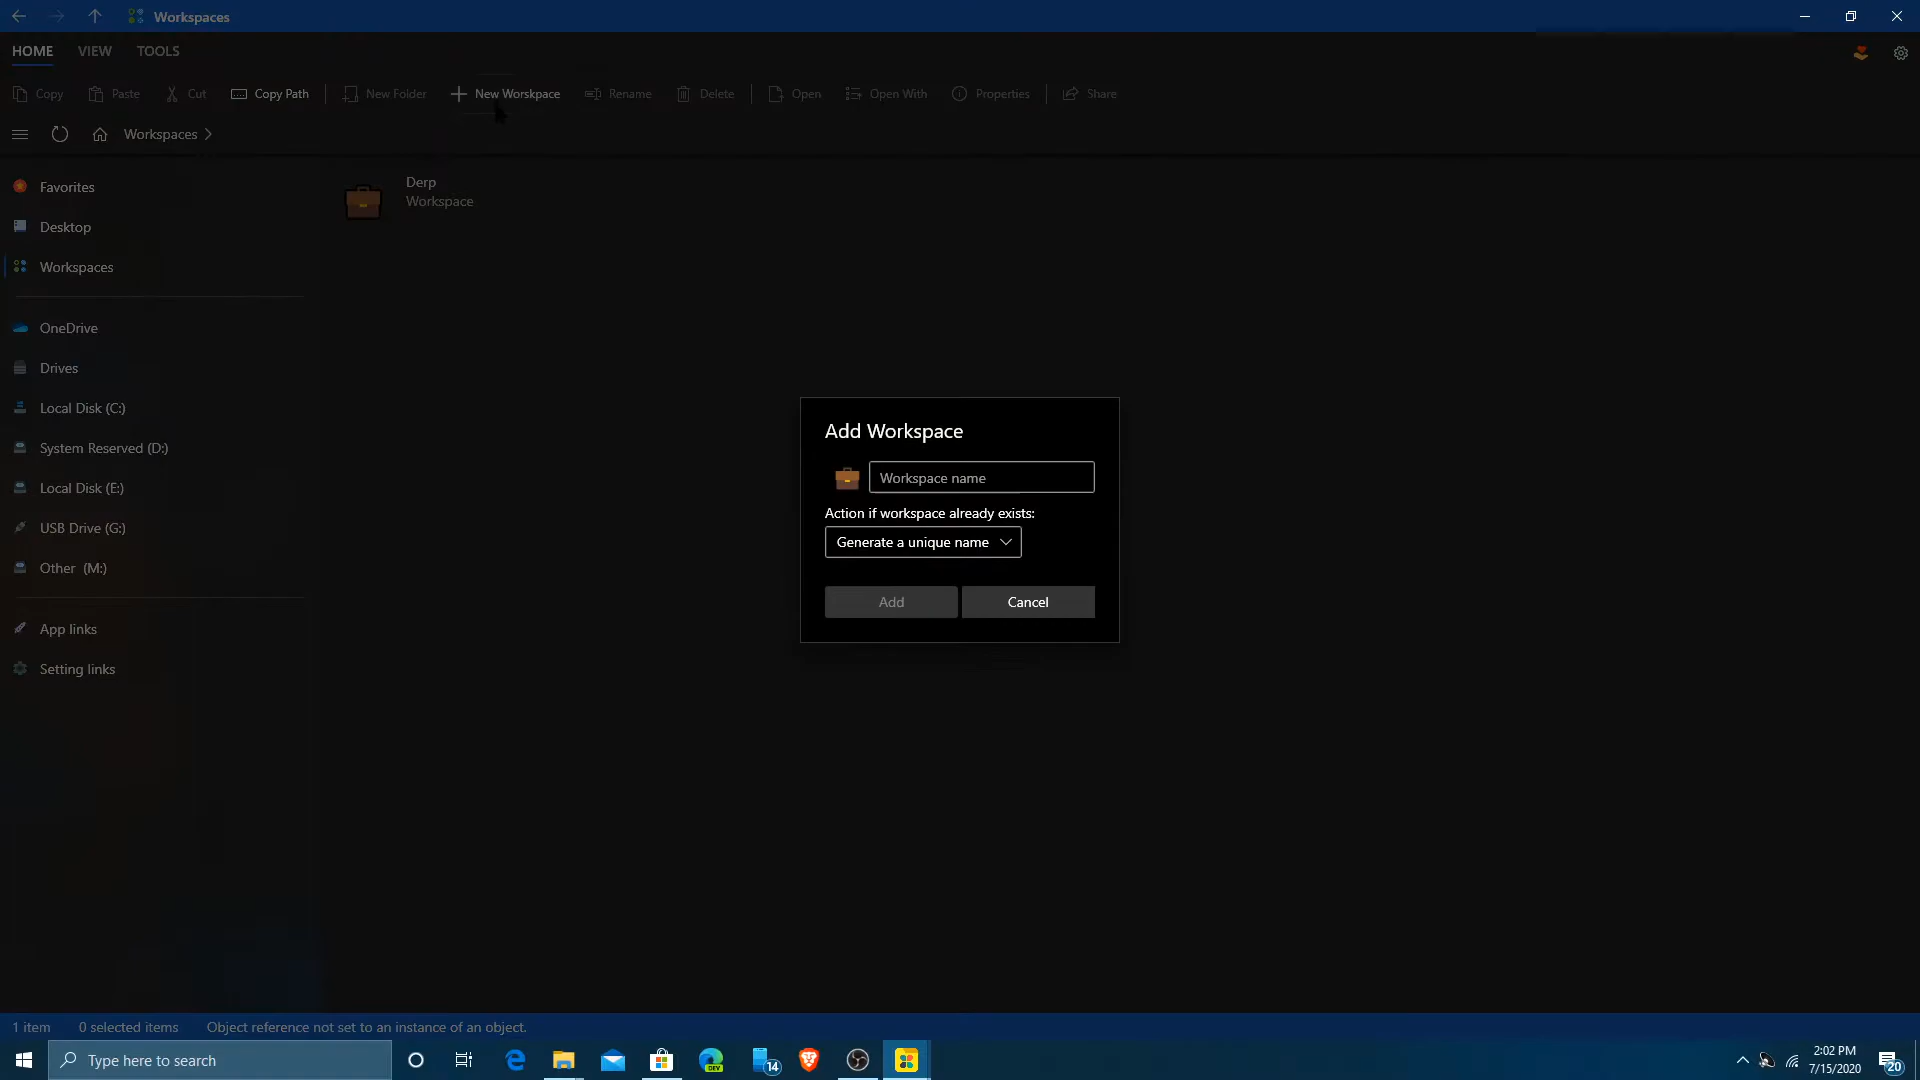 Workspaces
HOME VIEW TOOLS
Copy Paste Cut Copy Path New Folder New Worskpace Rename Delete Open Open With Properties Share
Workspaces
Favorites
Desktop
Workspaces
OneDrive
Drives
Local Disk (C:)
System Reserved (D:)
Local Disk (E:)
USB Drive (G:)
Other (M:)
App links
Setting links
Derp
Workspace
Add Workspace
Workspace name
Action if workspace already exists:
Generate a unique name
Add Cancel
1 item 0 selected items Object reference not set to an instance of an object.
Type here to search
DEV
14
2:02 PM
7/15/2020
20